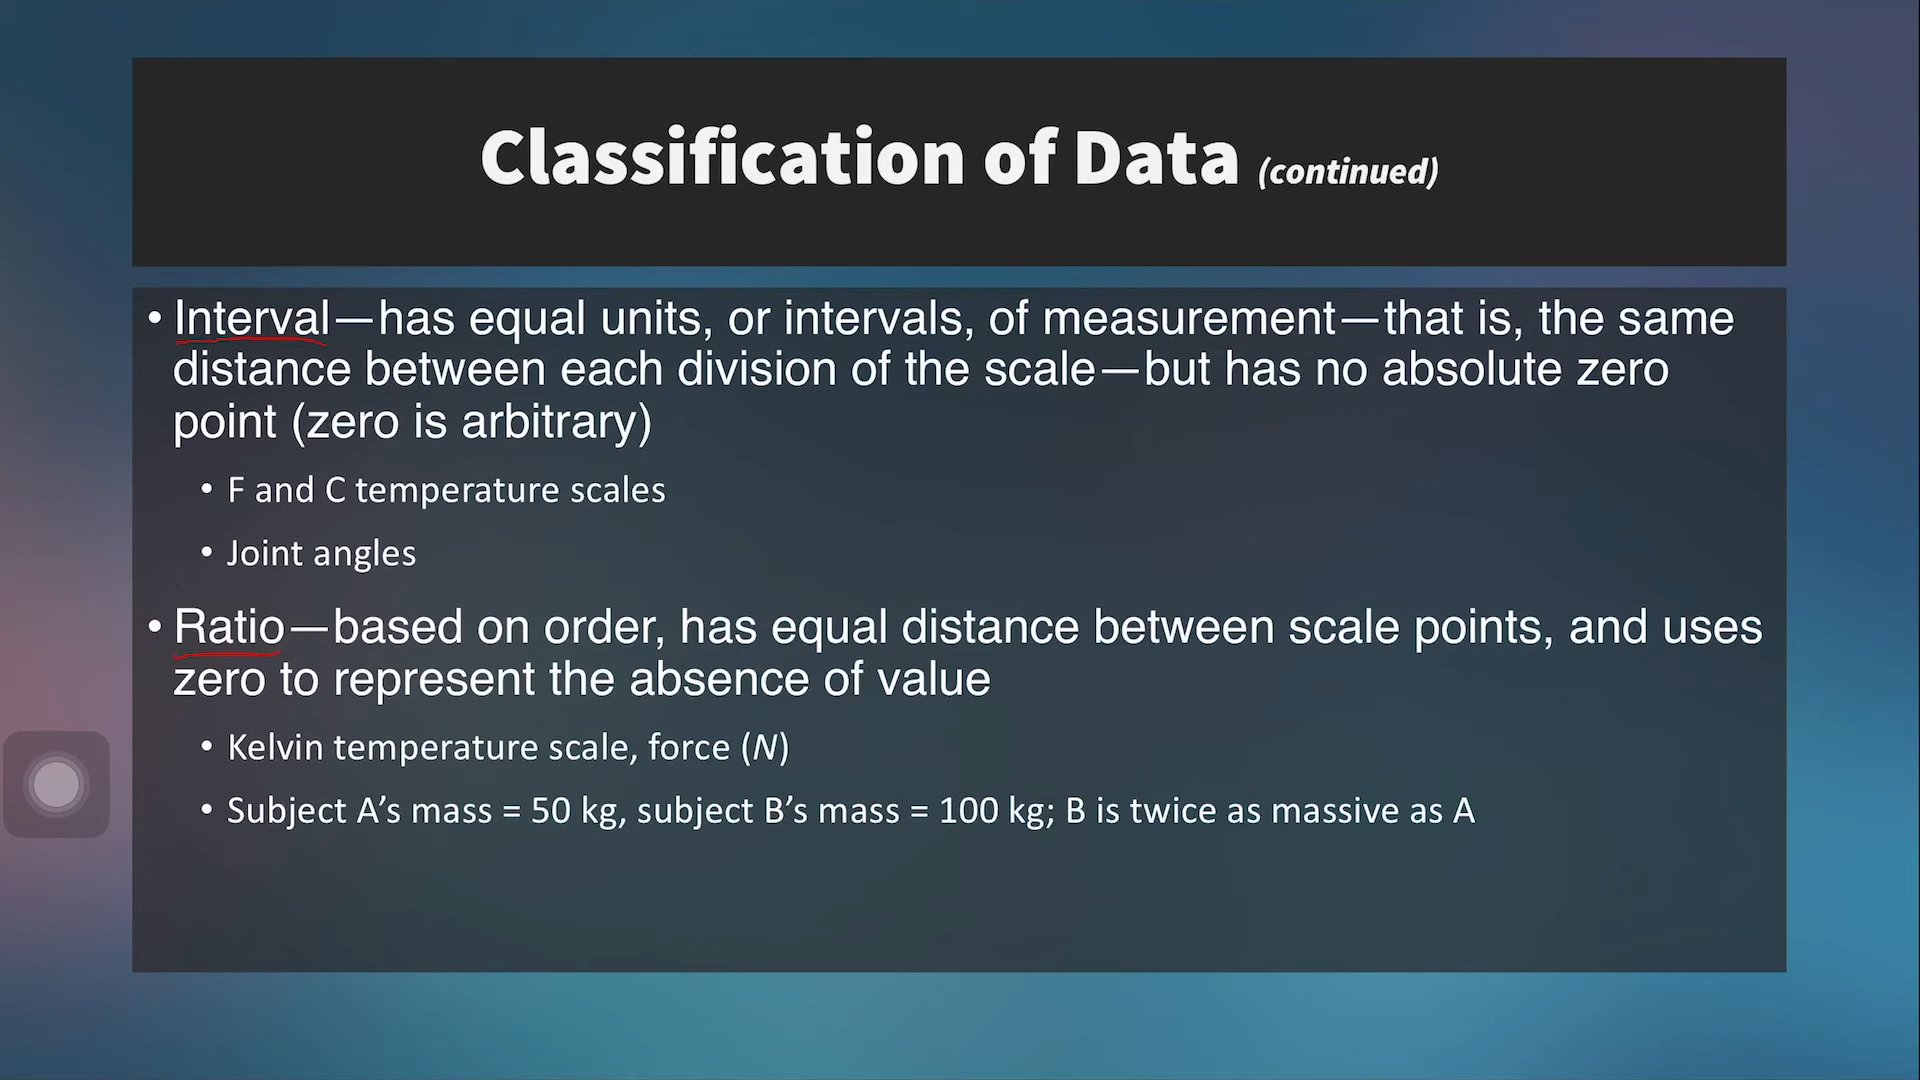 Classification of Data (continued)
• Interval—has equal units, or intervals, of measurement—that is, the same
distance between each division of the scale—but has no absolute zero
point (zero is arbitrary)
• F and C temperature scales
• Joint angles
• Ratio—based on order, has equal distance between scale points, and uses
zero to represent the absence of value
• Kelvin temperature scale, force (N)
• Subject A’s mass = 50 kg, subject B’s mass = 100 kg; B is twice as massive as A